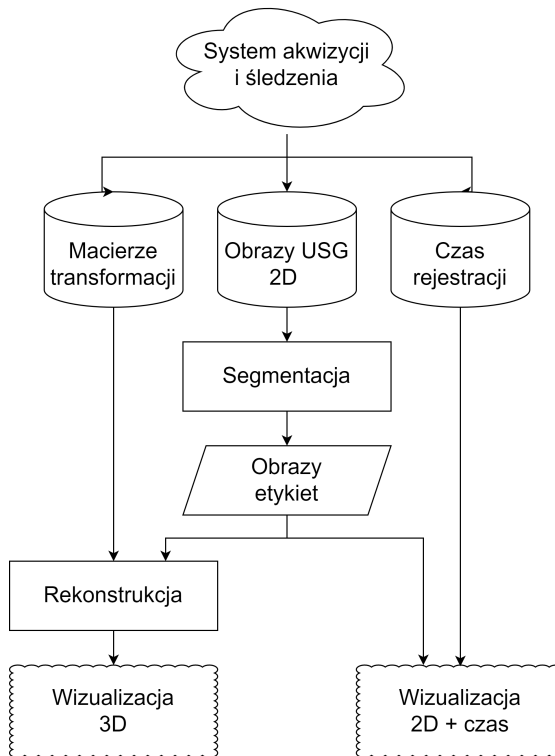 System akwizycji
i śledzenia
Macierze
transformacji
Obrazy USG
2D
Czas
rejestracji
Segmentacja
Obrazy
etykiet
Rekonstrukcja
Wizualizacja
3D
Wizualizacja
2D + czas